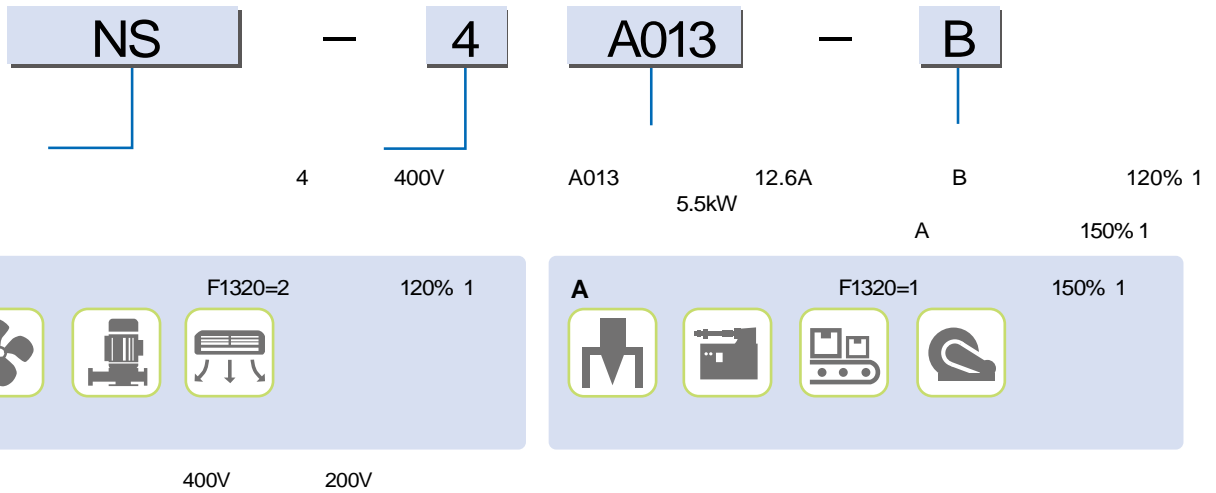 NS – 4 A013 – B
4 400V A013 12.6A B 120% 1
5.5kW
A 150% 1
F1320=2 120% 1
A F1320=1 150% 1
400V 200V